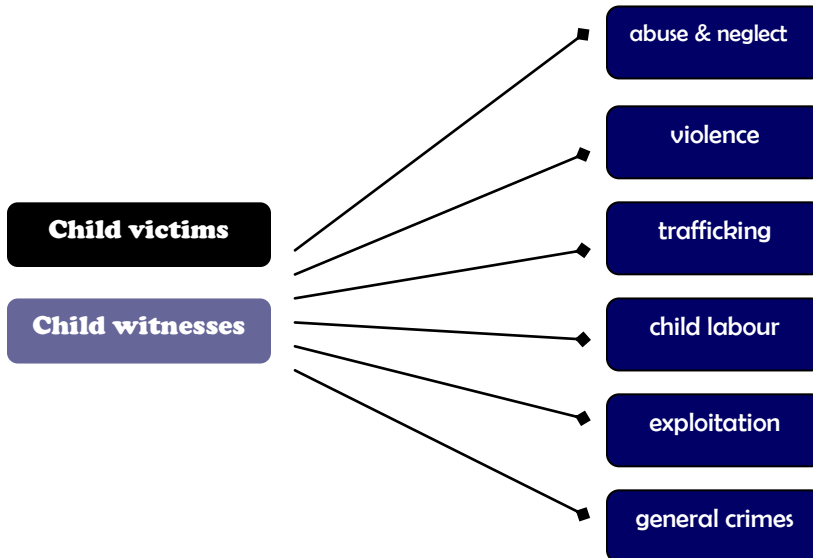 Child victims
Child witnesses
abuse & neglect
violence
trafficking
child labour
exploitation
general crimes